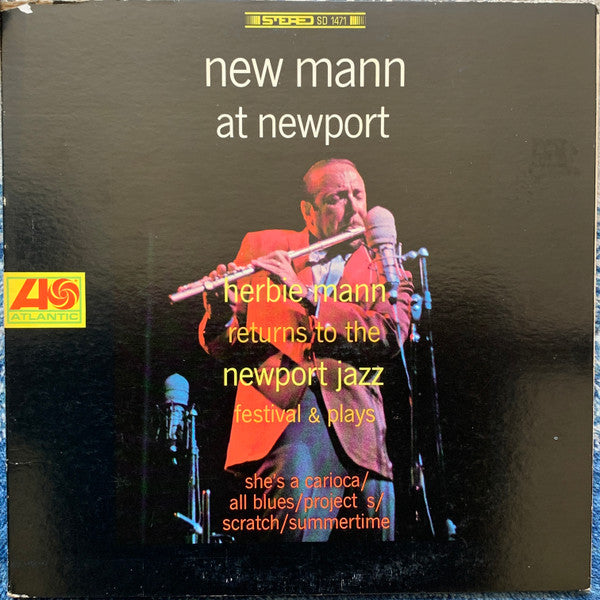 STEREO SD 1471
new mann
at newport
herbie mann
returns to the
newport jazz
festival & plays
she's a carioca/
all blues/project s/
scratch/summertime
ATLANTIC